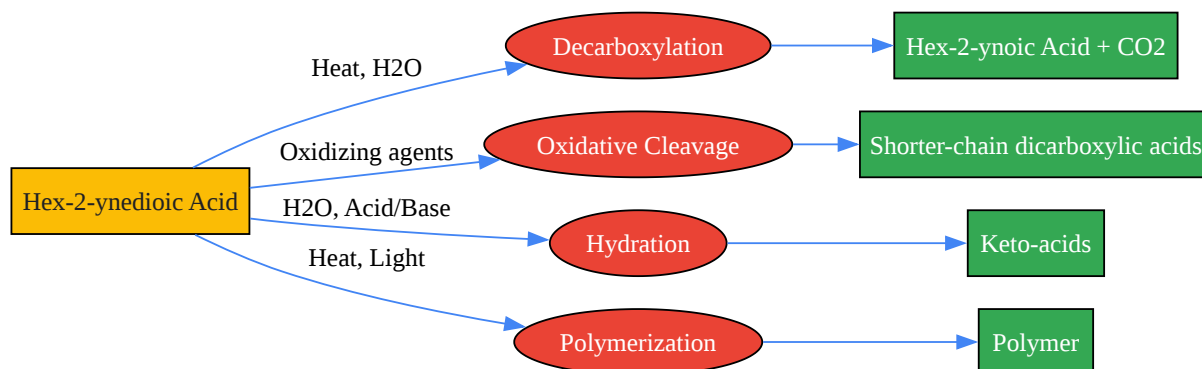 Decarboxylation
Hex-2-ynoic Acid + CO2
Heat, H2O
Oxidizing agents
Oxidative Cleavage
Shorter-chain dicarboxylic acids
Hex-2-ynedioic Acid
H2O, Acid/Base
Hydration
Keto-acids
Heat, Light
Polymerization
Polymer